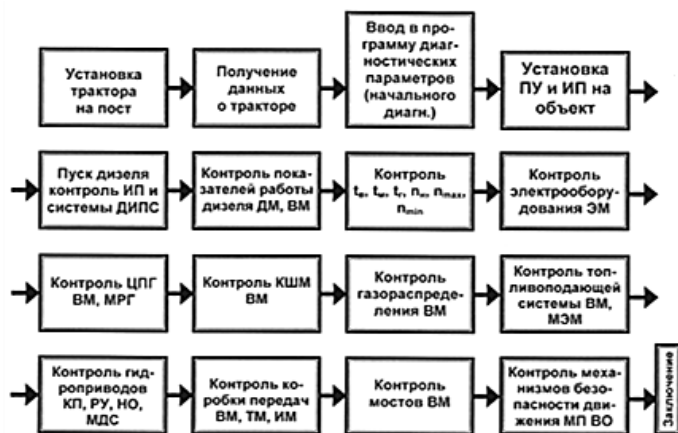 Установка
трактора
на пост
Получение
данных
о тракторе
Ввод в про-
грамму диаг-
ностических
параметров
(начального
диагн.)
Установка
ПУ и ИП на
объект
Пуск дизеля
контроль ИП и
системы ДИПС
Контроль пока-
зателей работы
дизеля ДМ, ВМ
Контроль
tв, tм, tг, nн, nmax,
nmin
Контроль
электрооборуду-
дования ЭМ
Контроль ЦПГ
ВМ, МРГ
Контроль КШМ
ВМ
Контроль
газораспреде-
ления ВМ
Контроль топ-
ливоподающей
системы ВМ,
МЭМ
Контроль гид-
роприводов
КП, РУ, НО,
МДС
Контроль ко-
робки передач
ВМ, ТМ, ИМ
Контроль
мостов ВМ
Контроль меха-
низмов безо-
пасности дви-
жения МП ВО
Заключение